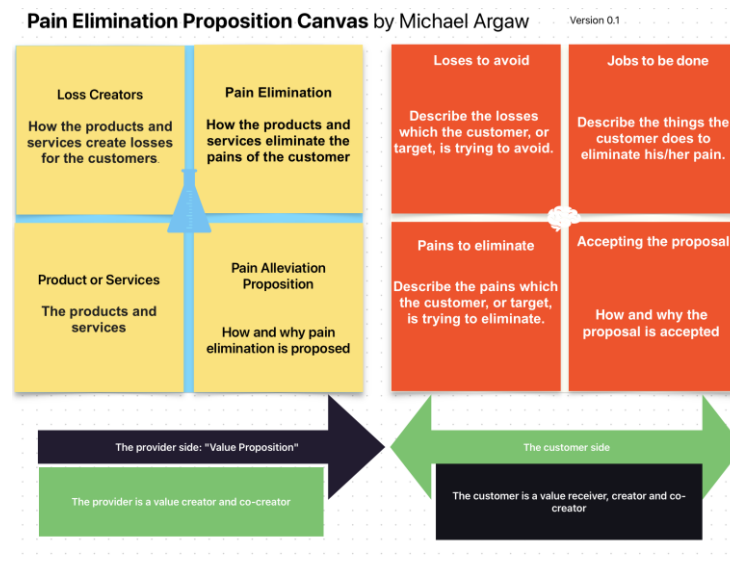 Pain Elimination Proposition Canvas by Michael Argaw
Version 0.1
Loss Creators
How the products and
services create losses
for the customers.
Pain Elimination
How the products and
services eliminate the
pains of the customer
Product or Services
The products and
services
Pain Alleviation
Proposition
How and why pain
elimination is proposed
Loses to avoid
Describe the losses
which the customer, or
target, is trying to avoid.
Jobs to be done
Describe the things the
customer does to
eliminate his/her pain.
Pains to eliminate
Describe the pains which
the customer, or target,
is trying to eliminate.
Accepting the proposal
How and why the
proposal is accepted
The provider side: "Value Proposition"
The provider is a value creator and co-creator
The customer side
The customer is a value receiver, creator and co-
creator